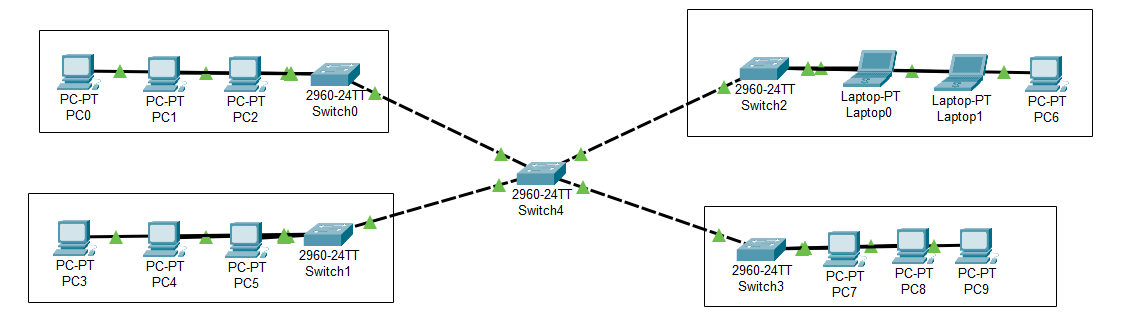 PC-PT
PC0
PC-PT
PC1
PC-PT
PC2
2960-24TT
Switch0
2960-24TT
Switch2
Laptop-PT
Laptop0
Laptop-PT
Laptop1
PC-PT
PC6
2960-24TT
Switch4
PC-PT
PC3
PC-PT
PC4
PC-PT
PC5
2960-24TT
Switch1
2960-24TT
Switch3
PC-PT
PC7
PC-PT
PC8
PC-PT
PC9